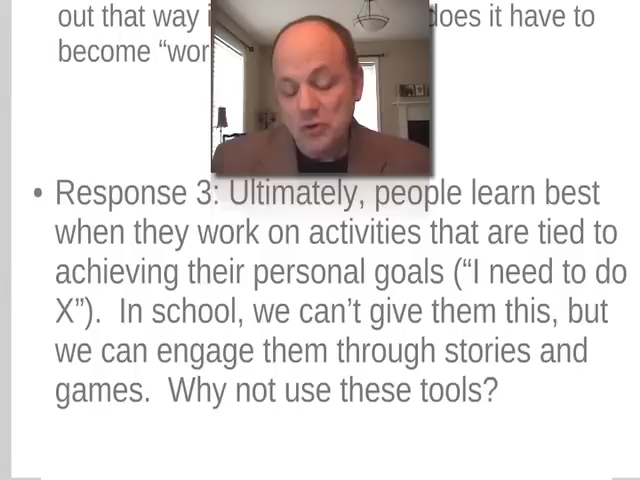 out that way does it have to
become “wor
• Response 3: Ultimately, people learn best
when they work on activities that are tied to
achieving their personal goals (“I need to do
X”).  In school, we can’t give them this, but
we can engage them through stories and
games.  Why not use these tools?